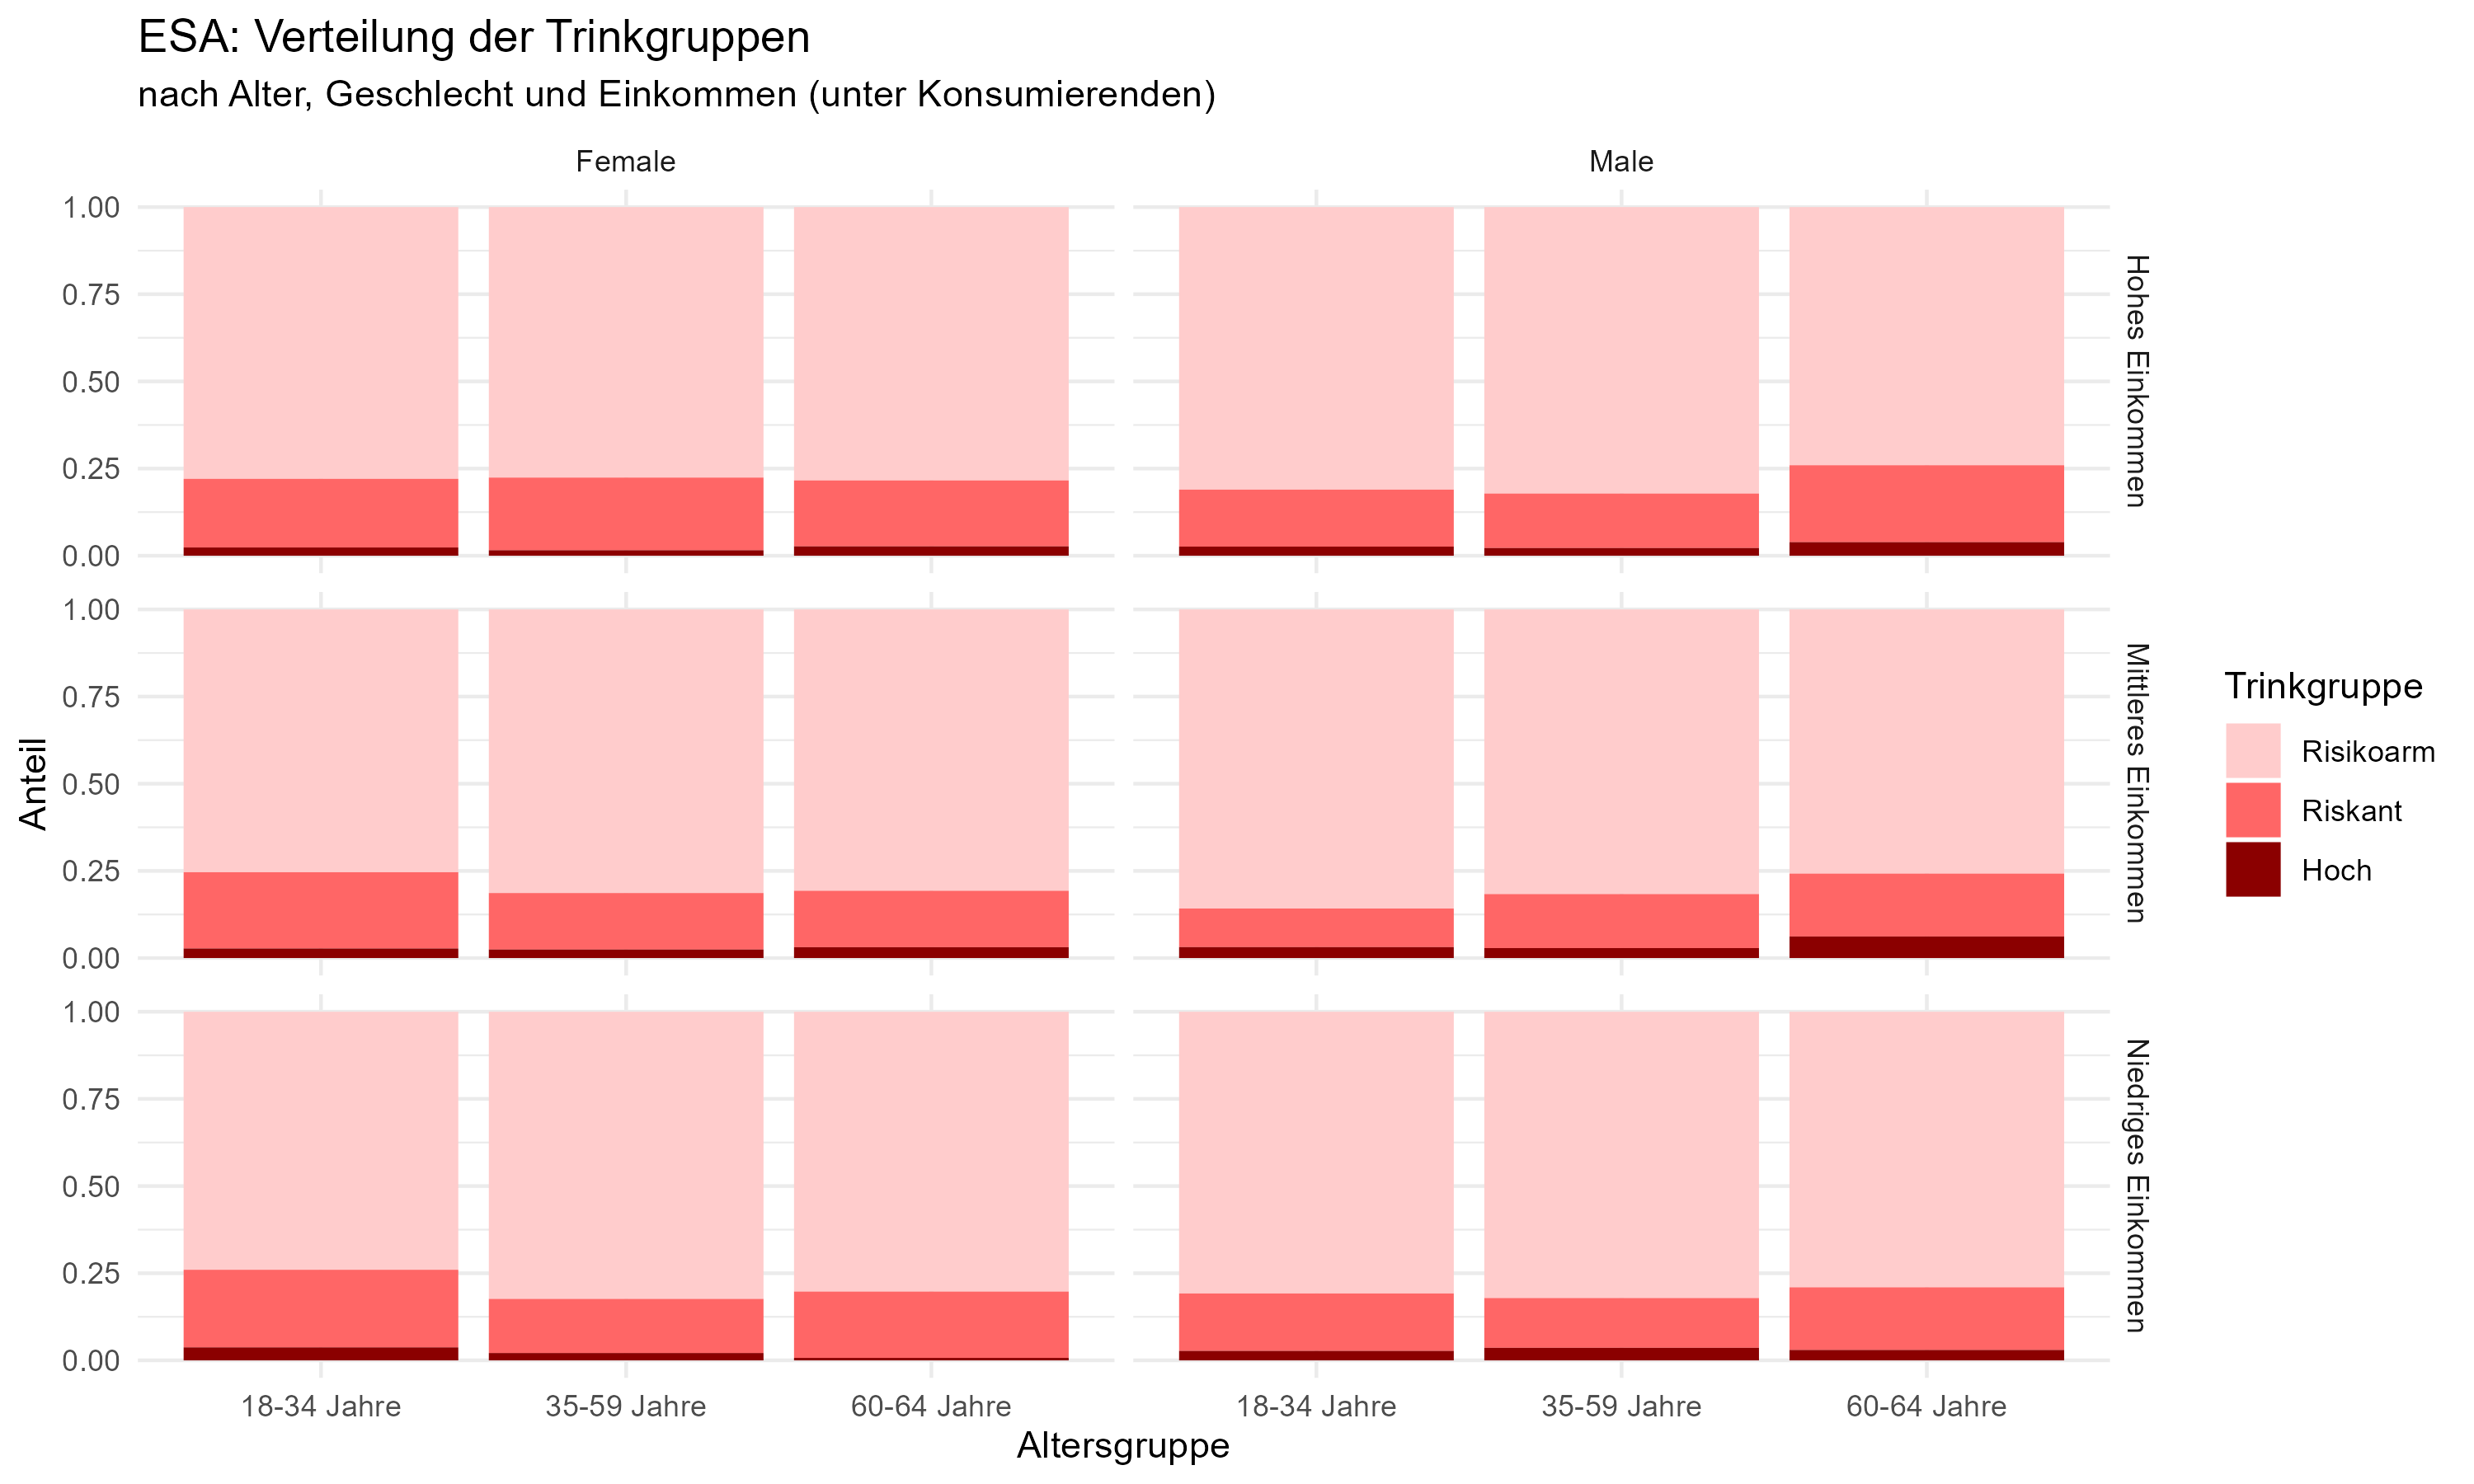 ESA: Verteilung der Trinkgruppen
nach Alter, Geschlecht und Einkommen (unter Konsumierenden)
Female
Male
1.00
0.75
0.50
0.25
0.00
Hohes Einkommen
1.00
0.75
0.50
0.25
0.00
Mittleres Einkommen
1.00
0.75
0.50
0.25
0.00
Niedriges Einkommen
Anteil
18-34 Jahre
35-59 Jahre
60-64 Jahre
18-34 Jahre
35-59 Jahre
60-64 Jahre
Altersgruppe
Trinkgruppe
Risikoarm
Riskant
Hoch